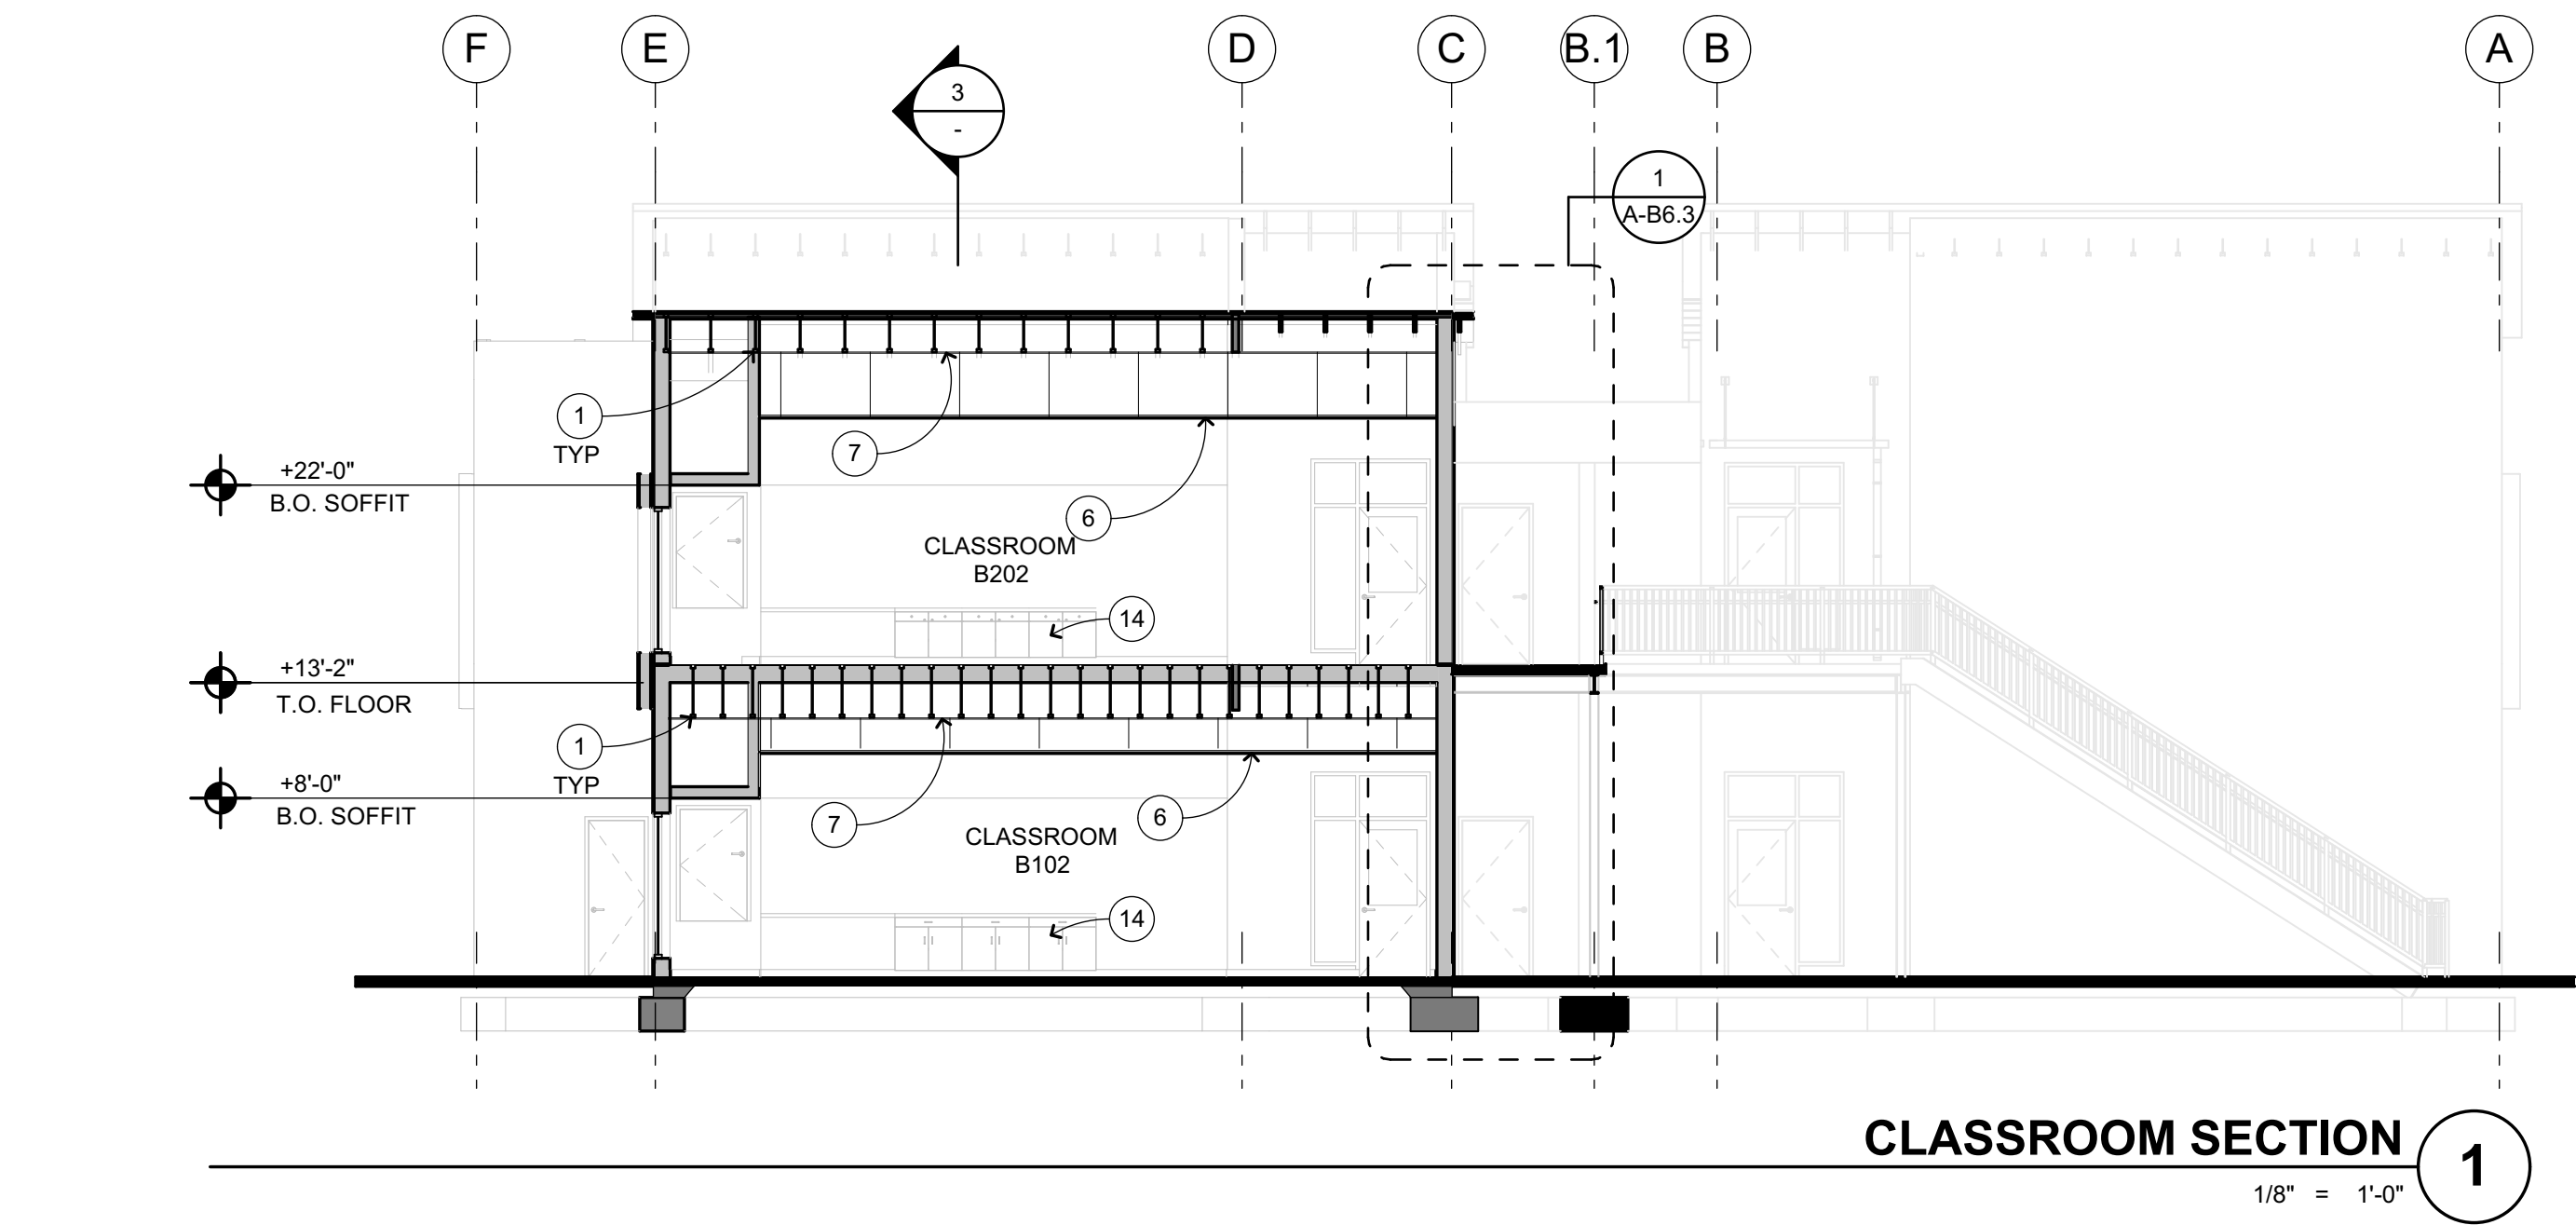 F E D C B.1 B A
3
-
1
A-B6.3
1
TYP
7
+22'-0"
B.O. SOFFIT
6
CLASSROOM
B202
14
+13'-2"
T.O. FLOOR
1
TYP
+8'-0"
B.O. SOFFIT
7
6
CLASSROOM
B102
14
CLASSROOM SECTION
1
1/8" = 1'-0"